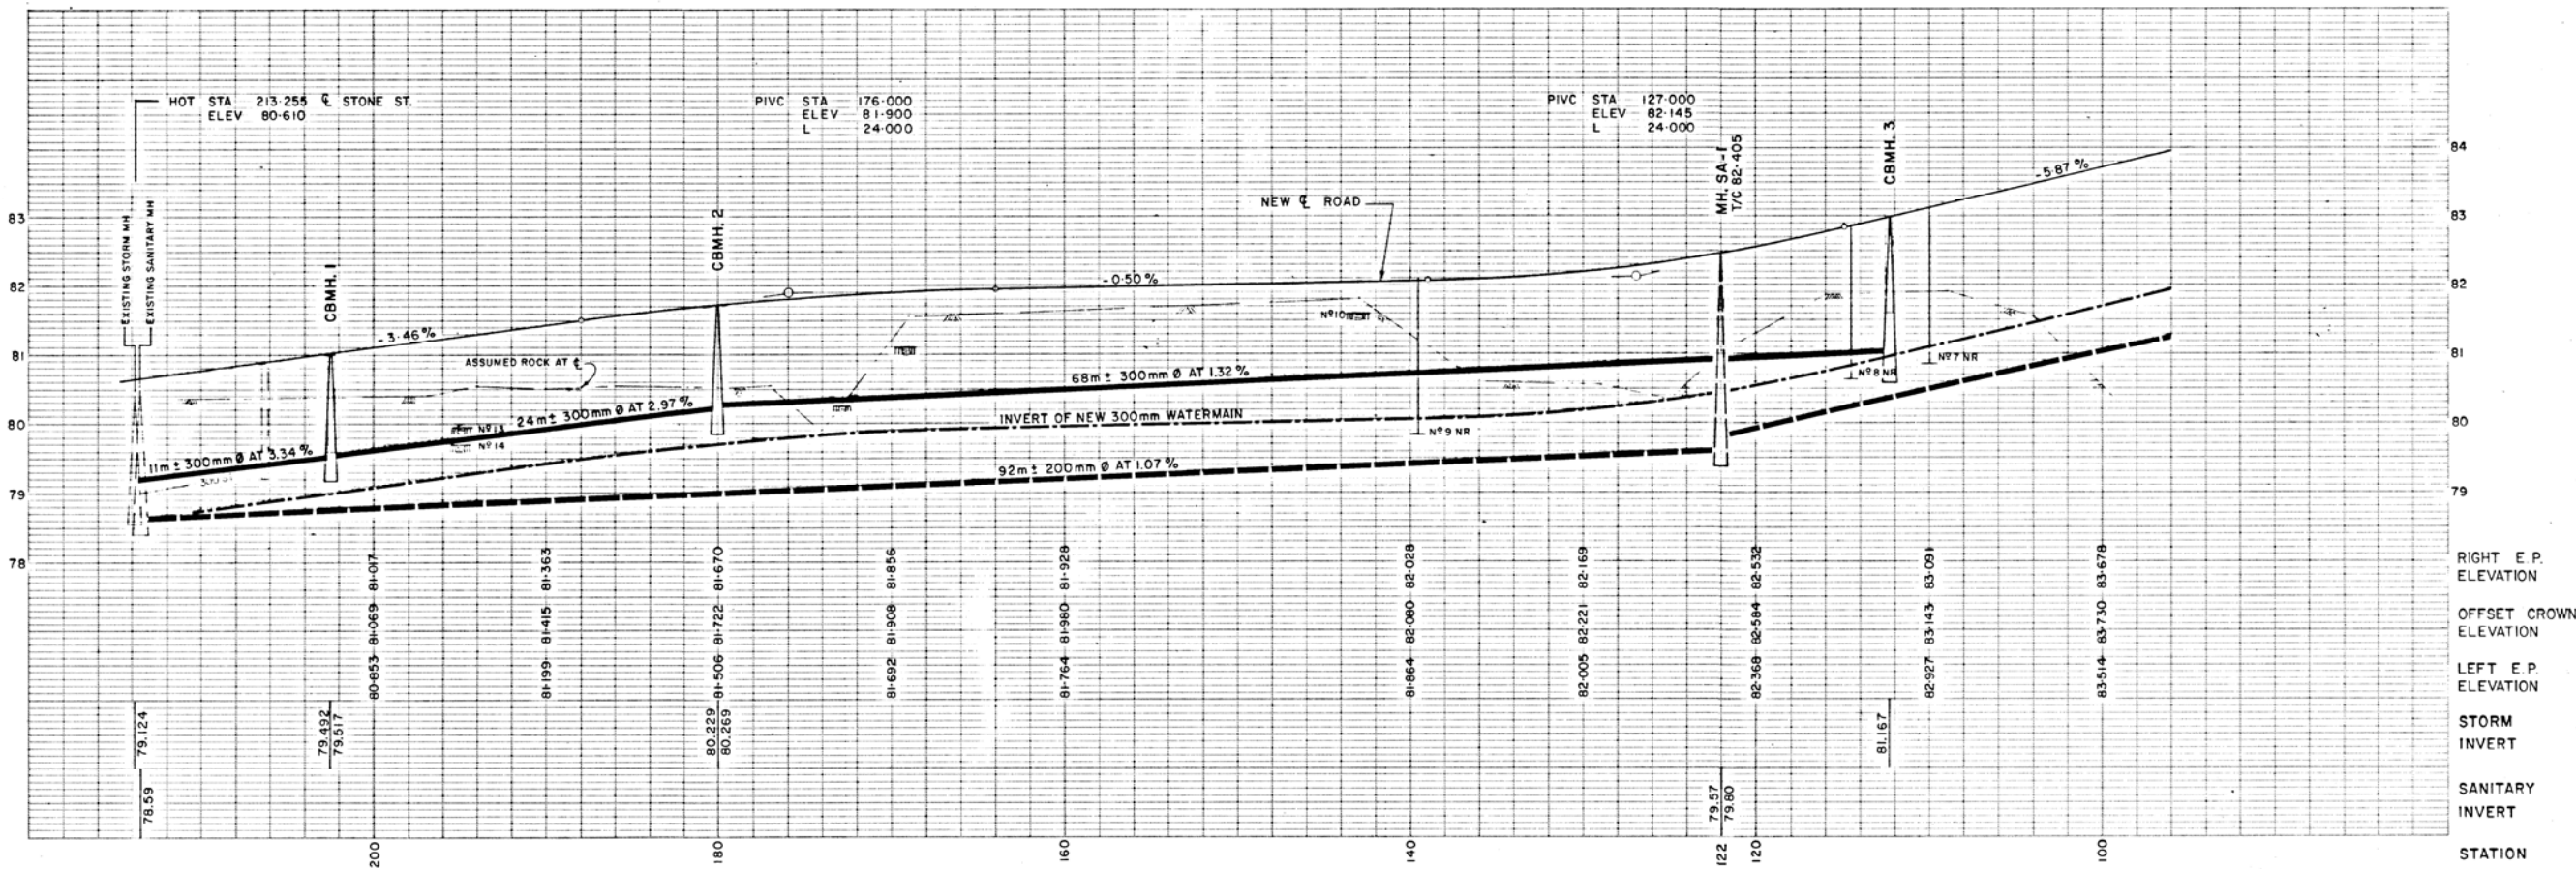 HOT STA 213·255 ℄ STONE ST.
ELEV 80·610
PIVC STA 176·000
ELEV 81·900
L 24·000
PIVC STA 127·000
ELEV 82·145
L 24·000
EXISTING STORM MH
EXISTING SANITARY MH
CBMH. 1
CBMH. 2
MH. SA-1
T/C 82·405
CBMH. 3
NEW ℄ ROAD
-3·46%
-0·50%
-5·87%
ASSUMED ROCK AT ℄
Nº10
Nº 13
Nº 14
Nº 9 NR
Nº 8 NR
Nº 7 NR
11m± 300mm Ø AT 3.34%
24m± 300mm Ø AT 2.97%
68m± 300mm Ø AT 1.32%
INVERT OF NEW 300mm WATERMAIN
92m± 200mm Ø AT 1.07%
83
82
81
80
79
78
84
83
82
81
80
79
RIGHT E.P.
ELEVATION
81·017
81·363
81·670
81·856
81·928
82·028
82·169
82·532
83·091
83·678
OFFSET CROWN
ELEVATION
81·069
81·415
81·722
81·908
81·980
82·080
82·221
82·584
83·143
83·730
LEFT E.P.
ELEVATION
80·853
81·199
81·506
81·692
81·764
81·864
82·005
82·368
82·927
83·514
STORM
INVERT
79.124
79.492
79.517
80.229
80.269
81.167
SANITARY
INVERT
78.59
79.57
79.80
STATION
200
180
160
140
122
120
100